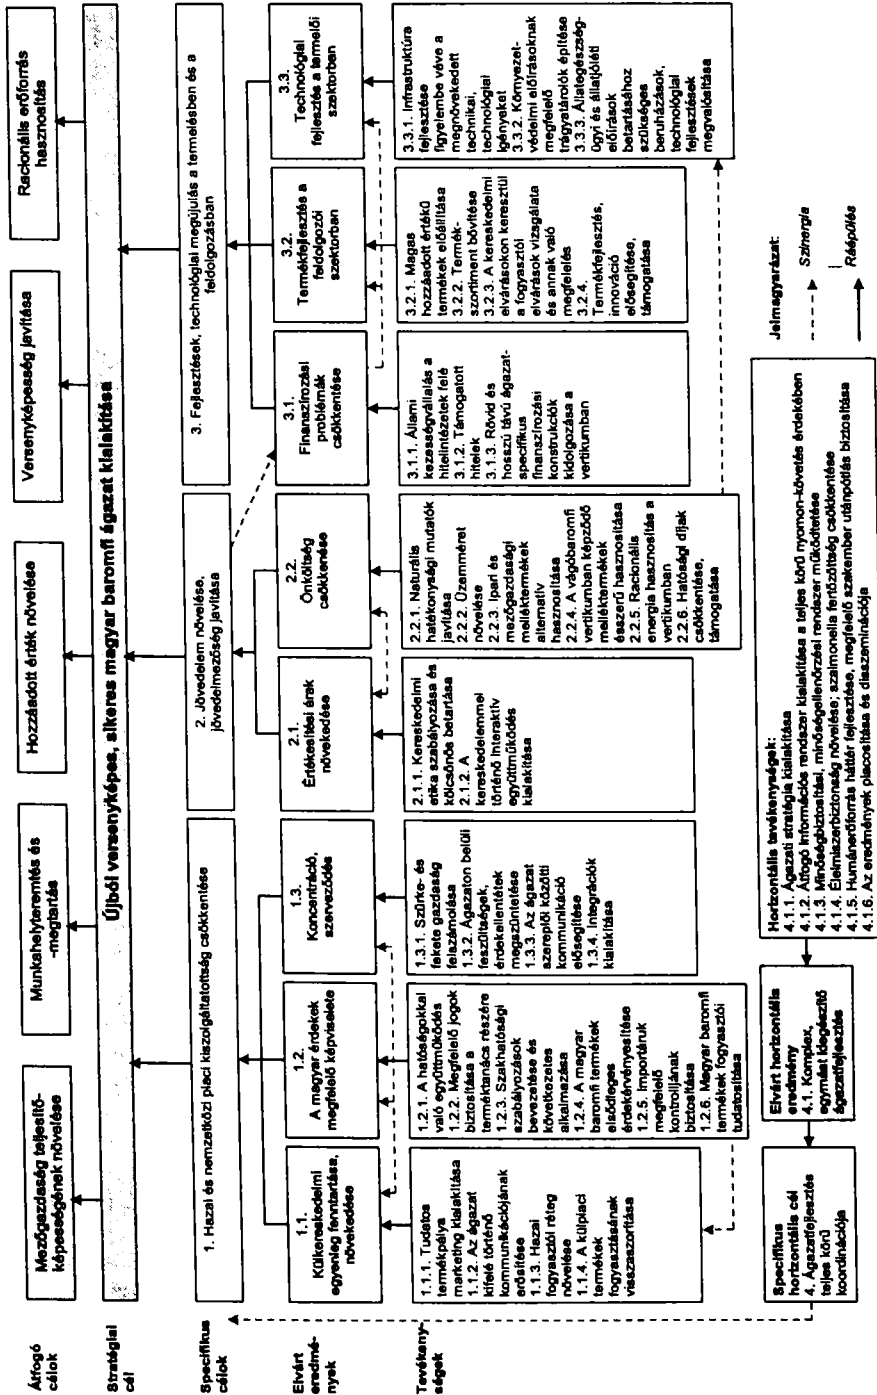 Átfogó
célok
Mezőgazdaság teljesítő-
képességének növelése
Munkahelyteremtés és
-megtartás
Hozzáadott érték növelése
Versenyképesség javítása
Racionális erőforrás
hasznosítás
Stratégiai
cél
Újból versenyképes, sikeres magyar baromfi ágazat kialakítása
Specifikus
célok
1. Hazai és nemzetközi piaci kiszolgáltatottság csökkentése
2. Jövedelem növelése,
jövedelmezőség javítása
3. Fejlesztések, technológiai megújulás a termelésben és a
feldolgozásban
Elvárt
eredmé-
nyek
1.1.
Külkereskedelmi
egyenleg fenntartása,
növekedése
1.2.
A magyar érdekek
megfelelő képviselete
1.3.
Koncentráció,
szerveződés
2.1.
Értékesítési árak
növekedése
2.2.
Önköltség
csökkenése
3.1.
Finanszírozási
problémák
csökkentése
3.2.
Termékfejlesztés a
feldolgozói
szektorban
3.3.
Technológiai
fejlesztés a termelői
szektorban
Tevékeny-
ségek
1.1.1. Tudatos
termékpálya
marketing kialakítása
1.1.2. Az ágazat
kifelé történő
kommunikációjának
erősítése
1.1.3. Hazai
fogyasztói réteg
növelése
1.1.4. A külpiaci
termékek
fogyasztásának
visszaszorítása
1.2.1. A hatóságokkal
való együttműködés
1.2.2. Megfelelő jogok
biztosítása a
terméktanács részére
1.2.3. Szakhatósági
szabályozások
bevezetése és
következetes
alkalmazása
1.2.4. A magyar
baromfi termékek
elsődleges
érdekérvényesítése
1.2.5. Importáruk
megfelelő
kontrolljának
biztosítása
1.2.6. Magyar baromfi
termékek fogyasztói
tudatosítása
1.3.1. Szürke- és
fekete gazdaság
felszámolása
1.3.2. Ágazaton belüli
feszültségek,
érdekellentétek
megszüntetése
1.3.3. Az ágazat
szereplői közötti
kommunikáció
elősegítése
1.3.4. Integrációk
kialakítása
2.1.1. Kereskedelmi
etika szabályozása és
kölcsönös betartása
2.1.2. A
kereskedelemmel
történő interaktív
együttműködés
kialakítása
2.2.1. Naturális
hatékonysági mutatók
javítása
2.2.2. Üzemméret
növelése
2.2.3. Ipari és
mezőgazdasági
melléktermékek
alternatív
hasznosítása
2.2.4. A vágóbaromfi
vertikumban képződő
melléktermékek
ésszerű hasznosítása
2.2.5. Racionális
energia hasznosítás a
vertikumban
2.2.6. Hatósági díjak
csökkentése,
támogatása
3.1.1. Állami
kezességvállalás a
hitelintézetek felé
3.1.2. Támogatott
hitelek
3.1.3. Rövid és
hosszú távú ágazat-
specifikus
finanszírozási
konstrukciók
kidolgozása a
vertikumban
3.2.1. Magas
hozzáadott értékű
termékek előállítása
3.2.2. Termék-
szortiment bővítése
3.2.3. A kereskedelmi
elvárásokon keresztül
a fogyasztói
elvárások vizsgálata
és annak való
megfelelés
3.2.4.
Termékfejlesztés,
innováció
elősegítése,
támogatása
3.3.1. Infrastruktúra
fejlesztése
figyelembe véve a
megnövekedett
technikai,
technológiai
igényeket
3.3.2. Környezet-
védelmi előírásoknak
megfelelő
trágyatárolók építése
3.3.3. Állategészség-
ügyi és állatjóléti
előírások
betartásához
szükséges
beruházások,
technológiai
fejlesztések
megvalósítása
Specifikus
horizontális cél
4. Ágazatfejlesztés
teljes körű
koordinációja
Elvárt horizontális
eredmény
4.1. Komplex,
egymást kiegészítő
ágazatfejlesztés
Horizontális tevékenységek:
4.1.1. Ágazati stratégia kialakítása
4.1.2. Átfogó információs rendszer kialakítása a teljes körű nyomon-követés érdekében
4.1.3. Minőségbiztosítási, minőségellenőrzési rendszer működtetése
4.1.4. Élelmiszerbiztonság növelése; szalmonella fertőzöttség csökkentése
4.1.5. Humánerőforrás háttér fejlesztése, megfelelő szakember utánpótlás biztosítása
4.1.6. Az eredmények piacosítása és disszeminációja
Jelmagyarázat:
Szinergia
Ráépülés